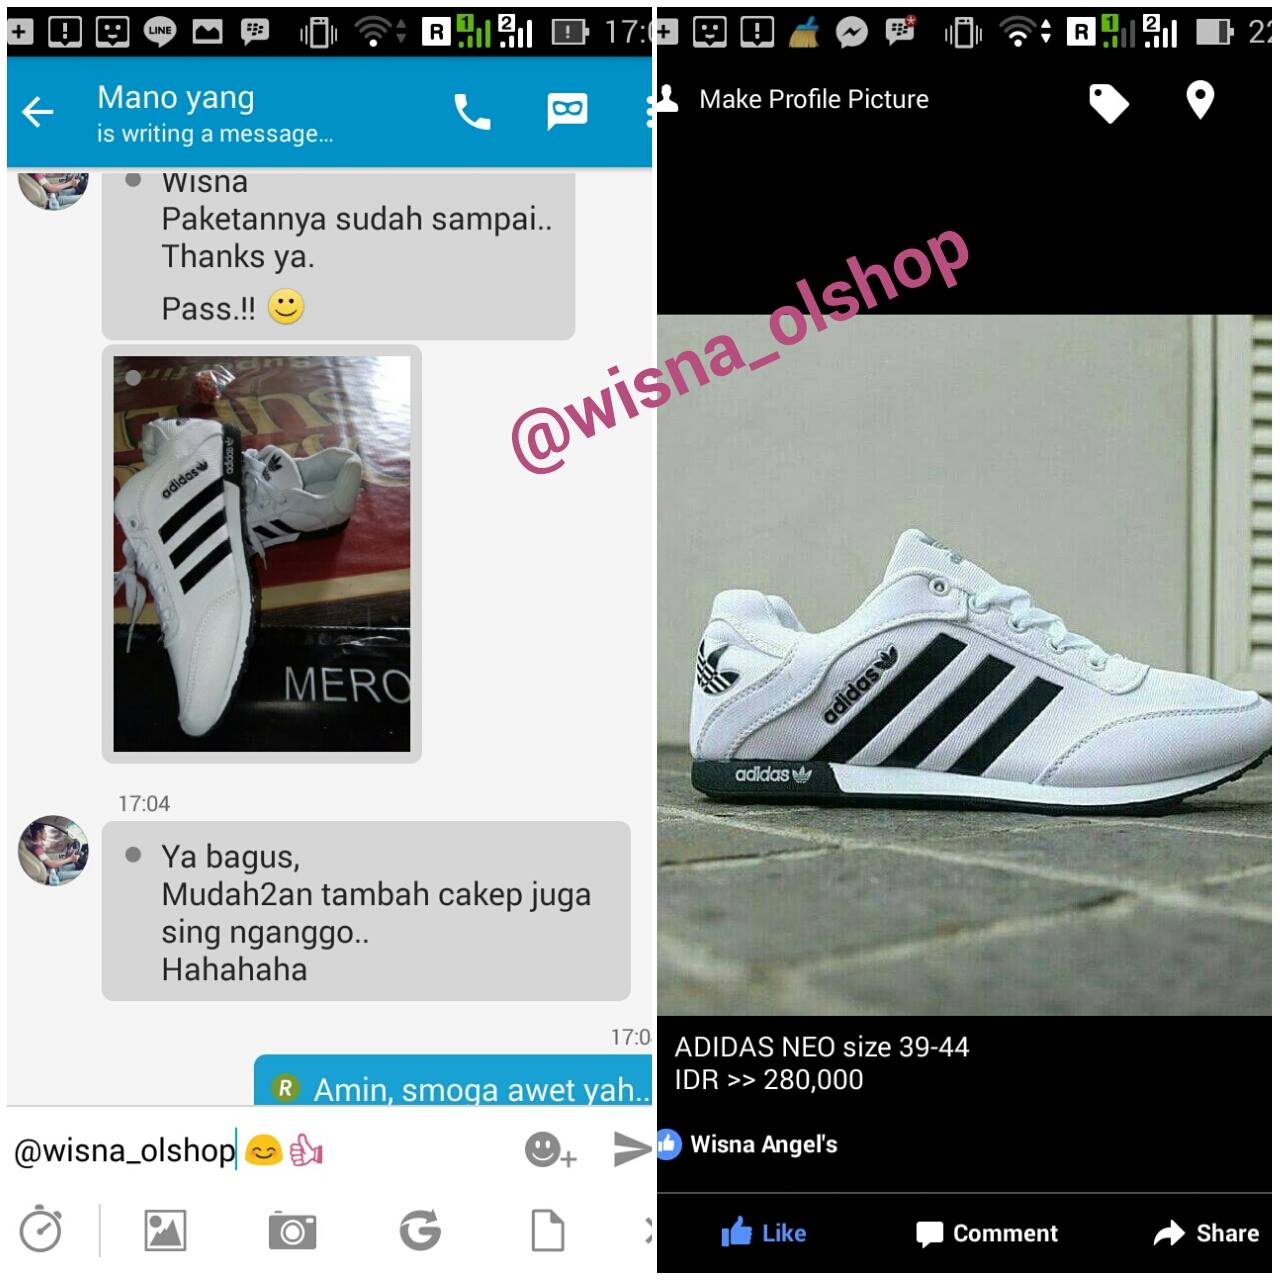 LINE
R
1
2
17:0
Mano yang
is writing a message...
Wisna
Paketannya sudah sampai..
Thanks ya.
Pass.!!
adidas
adidas
MERO
17:04
Ya bagus,
Mudah2an tambah cakep juga
sing nganggo..
Hahahaha
17:0
R Amin, smoga awet yah..
@wisna_olshop
@wisna_olshop
R
1
2
22
Make Profile Picture
adidas
adidas
ADIDAS NEO size 39-44
IDR >> 280,000
Wisna Angel's
Like
Comment
Share